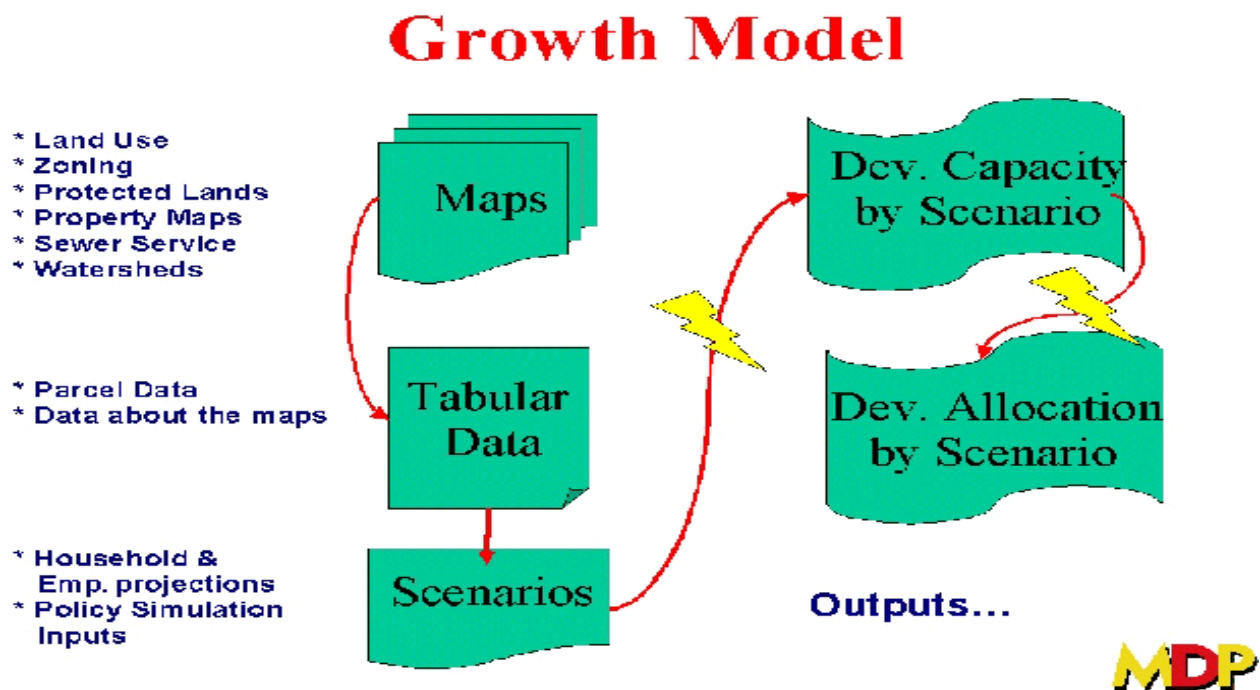 Growth Model
* Land Use
* Zoning
* Protected Lands
* Property Maps
* Sewer Service
* Watersheds
Maps
* Parcel Data
* Data about the maps
Tabular
Data
* Household &
Emp. projections
* Policy Simulation
Inputs
Scenarios
Dev. Capacity
by Scenario
Dev. Allocation
by Scenario
Outputs...
MDP